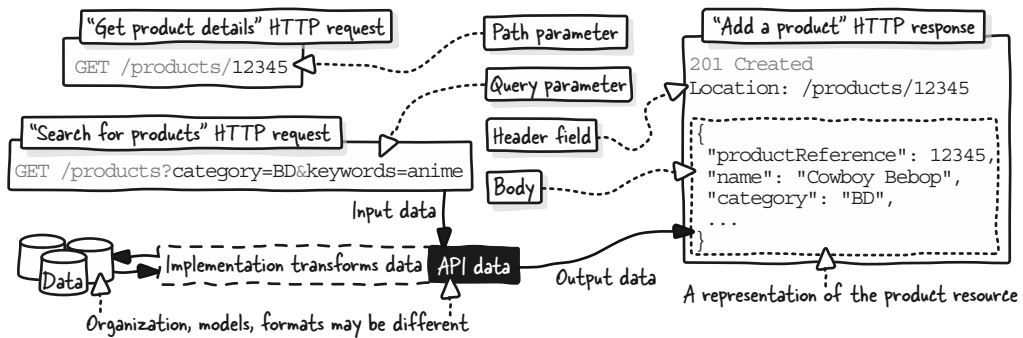 "Get product details" HTTP request
GET /products/12345
Path parameter
Query parameter
"Search for products" HTTP request
GET /products?category=BD&keywords=anime
Header field
Body
"Add a product" HTTP response
201 Created
Location: /products/12345
{
"productReference": 12345,
"name": "Cowboy Bebop",
"category": "BD",
...
}
Input data
Data
Implementation transforms data
API data
Output data
A representation of the product resource
Organization, models, formats may be different